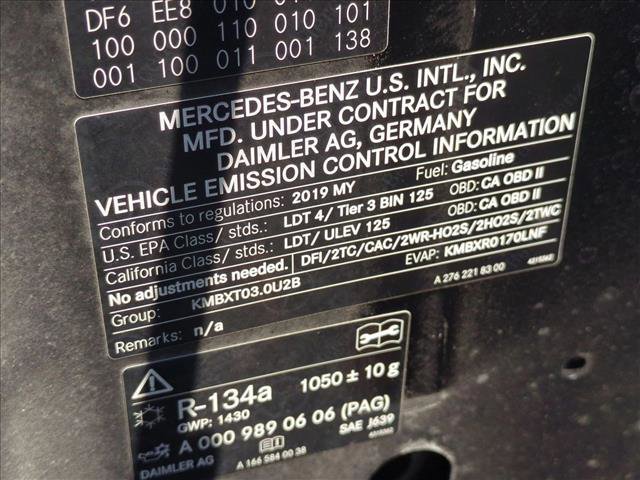 DF6 EE8 010
100 000 110 010 101
001 100 011 001 138
MERCEDES-BENZ U.S. INTL., INC.
MFD. UNDER CONTRACT FOR
DAIMLER AG, GERMANY
VEHICLE EMISSION CONTROL INFORMATION
Conforms to regulations: 2019 MY Fuel: Gasoline
U.S. EPA Class / stds.: LDT 4/ Tier 3 BIN 125 OBD: CA OBD II
California Class / stds.: LDT/ ULEV 125 OBD: CA OBD II
No adjustments needed. DFI/2TC/CAC/2WR-HO2S/2HO2S/2TWC
Group: KMBXT03.0U2B EVAP: KMBXR0170LNF
Remarks: n/a A 276 221 83 00
R-134a 1050 ± 10 g
GWP: 1430
A 000 989 06 06 (PAG)
SAE J639
DAIMLER AG A 166 584 00 38